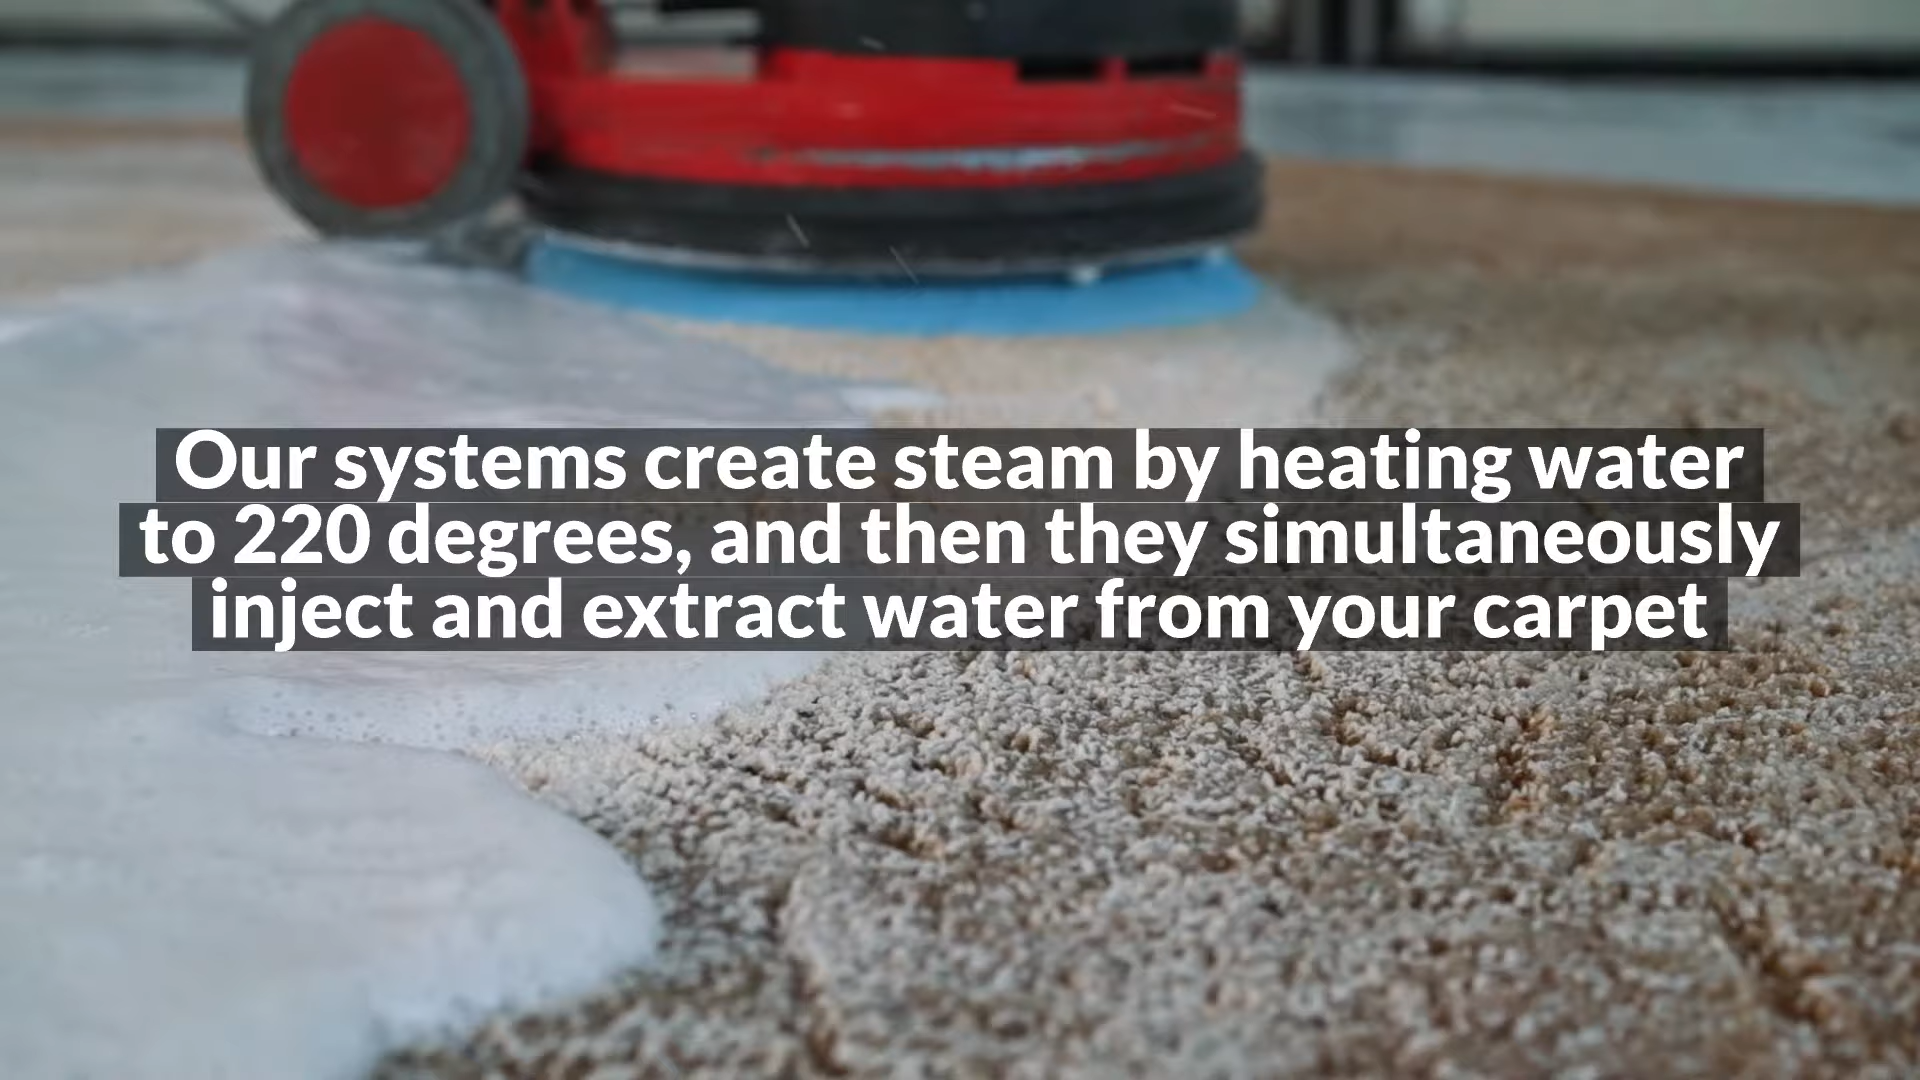 Our systems create steam by heating water
to 220 degrees, and then they simultaneously
inject and extract water from your carpet